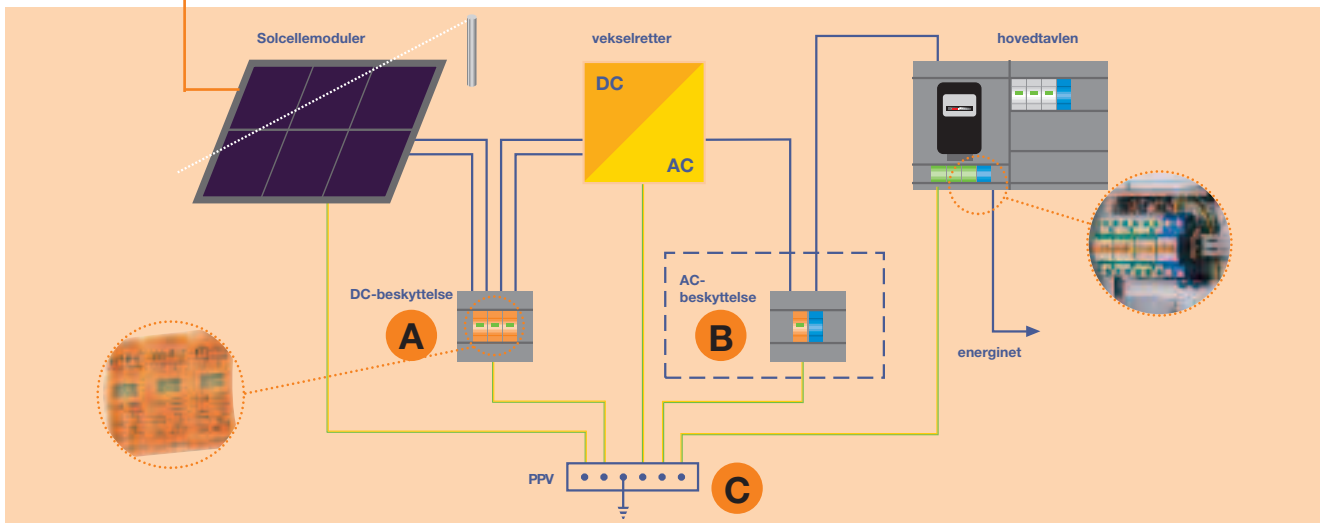 Solcellemoduler
vekselretter
hovedtavlen
DC
AC
DC-beskyttelse
A
AC-
beskyttelse
B
energinet
PPV
C